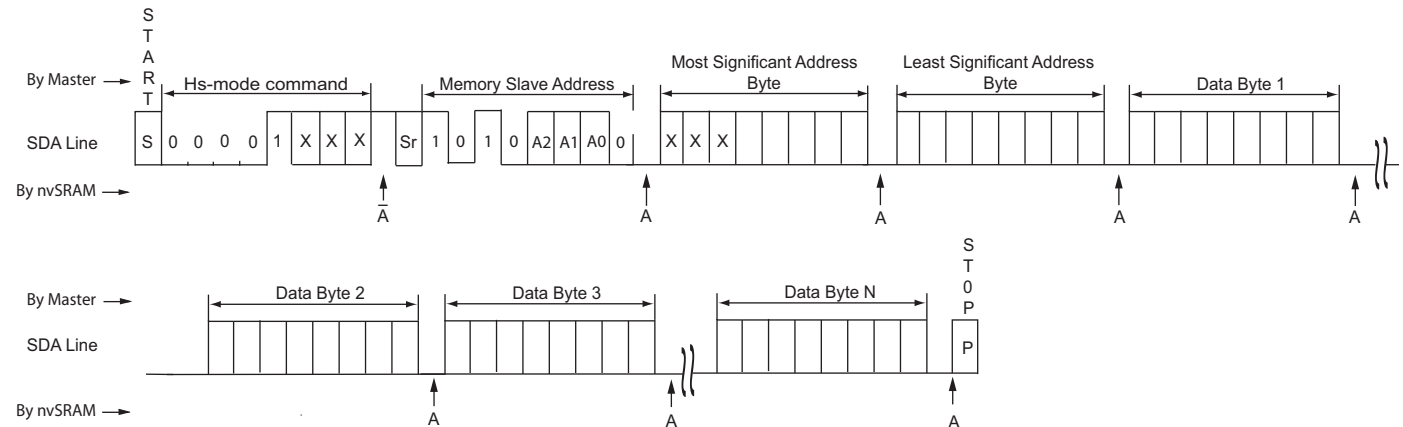 START
By Master
Hs-mode command
Memory Slave Address
Most Significant Address
Byte
Least Significant Address
Byte
Data Byte 1
SDA Line
S 0 0 0 0 1 X X X Sr 1 0 1 0 A2 A1 A0 0 X X X
By nvSRAM
A̅ A A A A
ST0P
By Master
Data Byte 2
Data Byte 3
Data Byte N
SDA Line
P
By nvSRAM
A A A